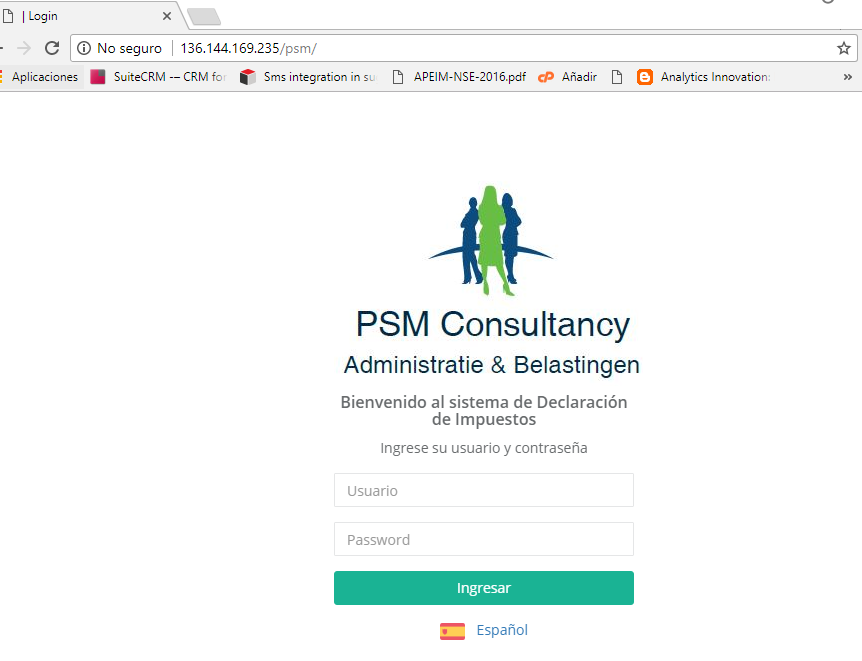 | Login
No seguro 136.144.169.235/psm/
Aplicaciones SuiteCRM -– CRM for Sms integration in su APEIM-NSE-2016.pdf Añadir Analytics Innovation: »
PSM Consultancy
Administratie & Belastingen
Bienvenido al sistema de Declaración
de Impuestos
Ingrese su usuario y contraseña
Usuario
Password
Ingresar
Español